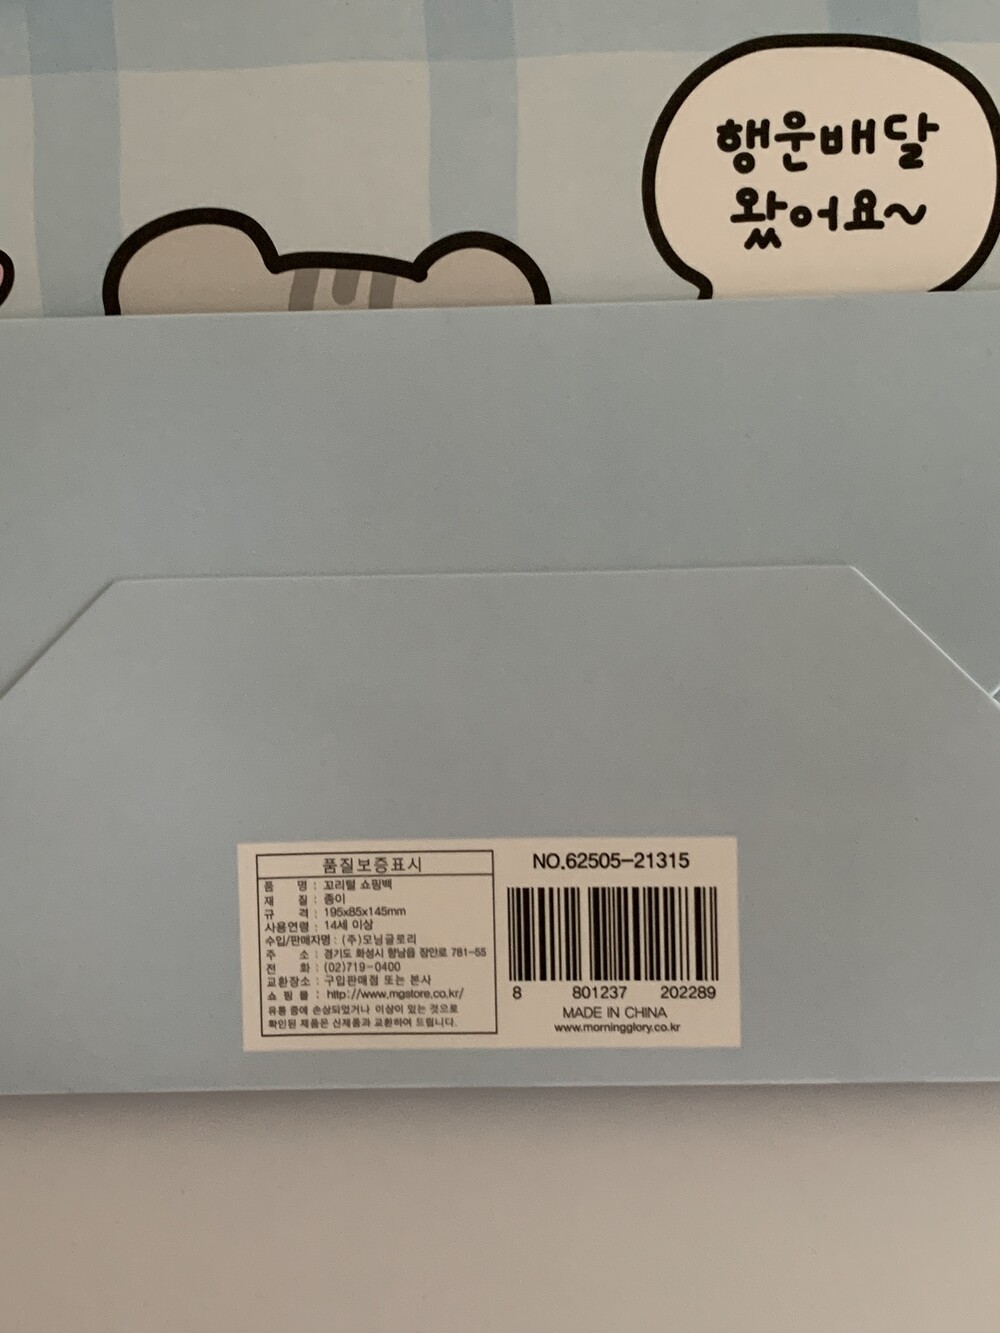 행운배달
왔어요~
품질보증표시
품 명 : 꼬리털 쇼핑백
재 질 : 종이
규 격 : 195x85x145mm
사용연령 : 14세 이상
수입/판매자명 : (주)모닝글로리
주 소 : 경기도 화성시 향남읍 장안로 781-55
전 화 : (02)719-0400
교환장소 : 구입판매점 또는 본사
쇼 핑 몰 : http://www.mgstore.co.kr/
유통 중에 손상되었거나 이상이 있는 것으로
확인된 제품은 신제품과 교환하여 드립니다.
NO.62505-21315
8 801237 202289
MADE IN CHINA
www.morningglory.co.kr